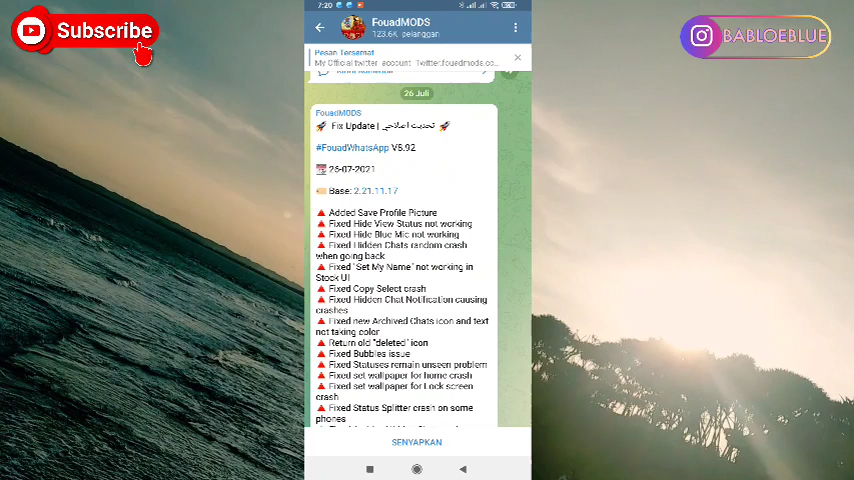 Subscribe
BABLOEBLUE
7:20
FouadMODS
123.6K pelanggan
Pesan Tersemat
My Official twitter account Twitter.fouadmods.co...
26 Juli
FouadMODS
🚀 Fix Update | تحديث اصلاحي 🚀
#FouadWhatsApp V8.92
📆 26-07-2021
🏷 Base: 2.21.11.17
🔺 Added Save Profile Picture
🔺 Fixed Hide View Status not working
🔺 Fixed Hide Blue Mic not working
🔺 Fixed Hidden Chats random crash
when going back
🔺 Fixed "Set My Name" not working in
Stock UI
🔺 Fixed Copy Select crash
🔺 Fixed Hidden Chat Notification causing
crashes
🔺 Fixed new Archived Chats icon and text
not taking color
🔺 Return old "deleted" icon
🔺 Fixed Bubbles issue
🔺 Fixed Statuses remain unseen problem
🔺 Fixed set wallpaper for home crash
🔺 Fixed set wallpaper for Lock screen
crash
🔺 Fixed Status Splitter crash on some
phones
SENYAPKAN